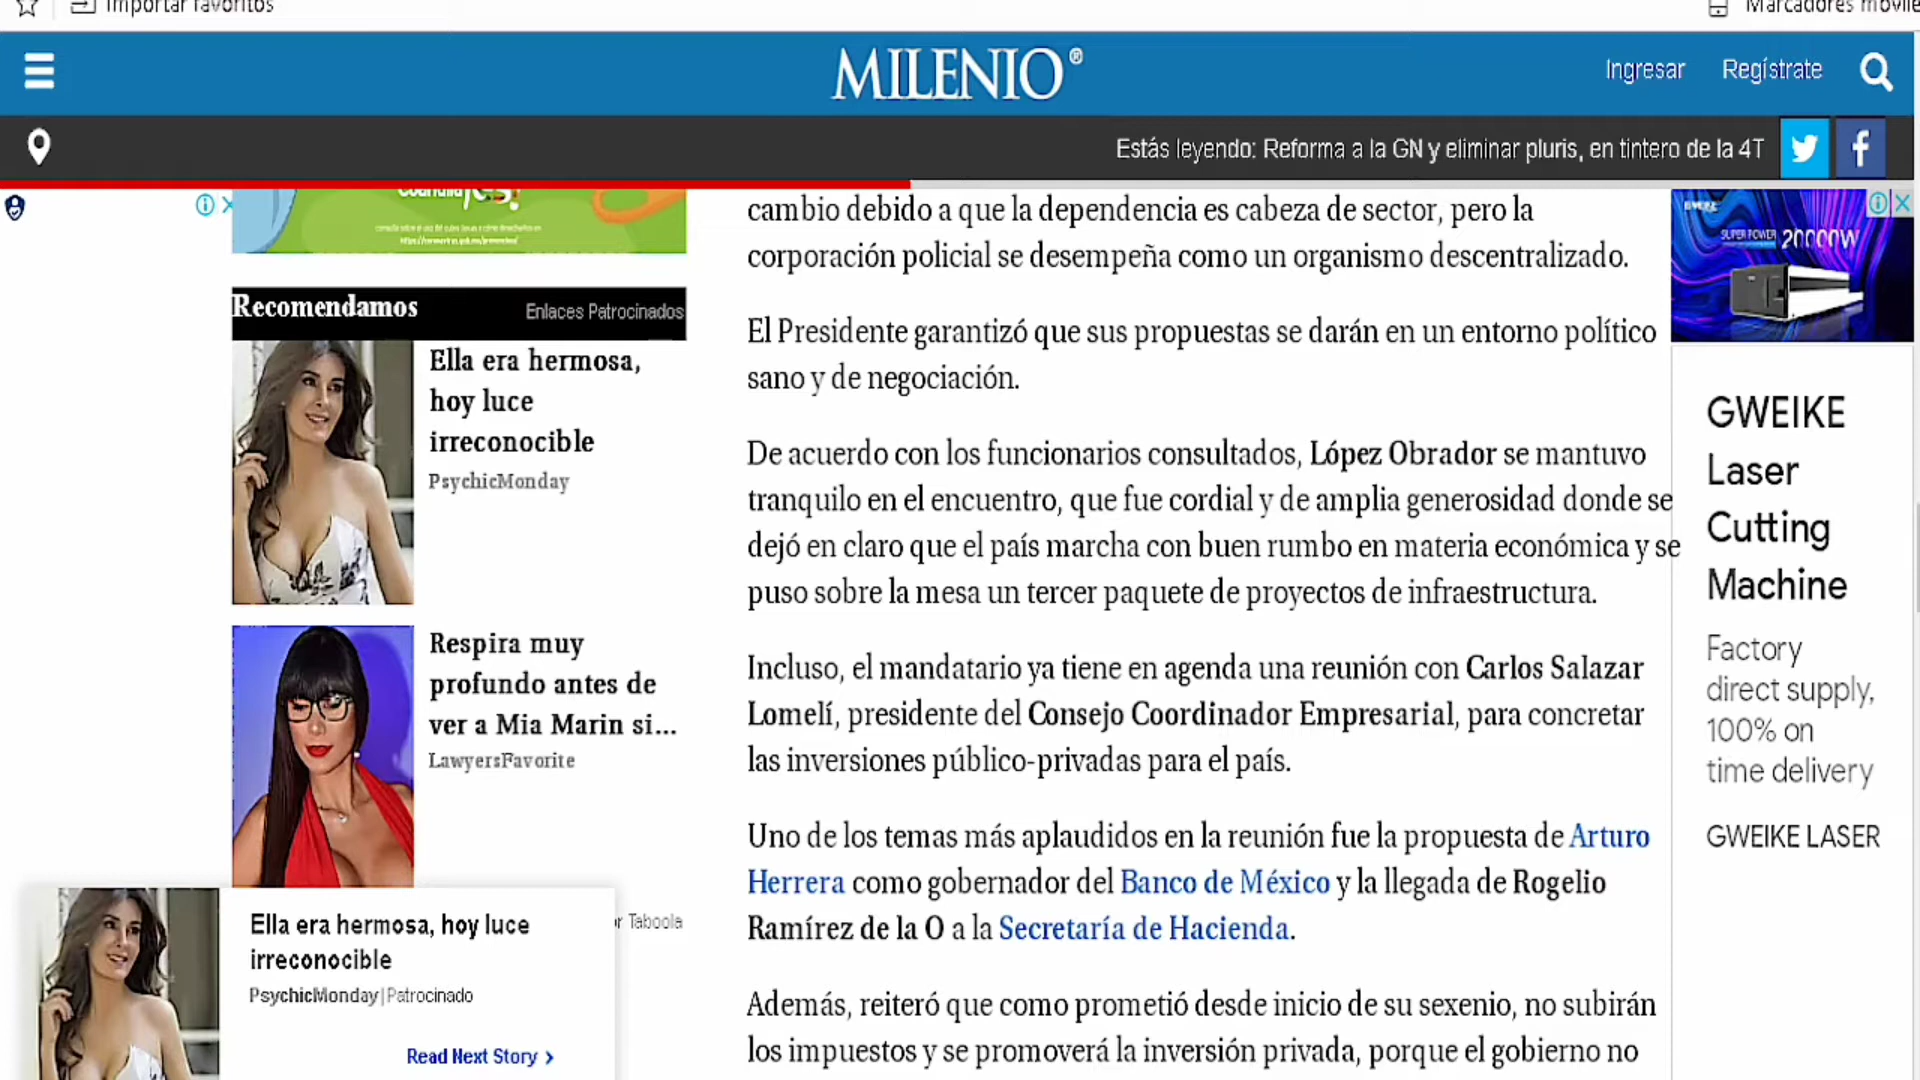 Importar favoritos
Marcadores móvile
MILENIO®
Ingresar
Regístrate
Estás leyendo: Reforma a la GN y eliminar pluris, en tintero de la 4T
Recomendamos
Enlaces Patrocinados
Ella era hermosa,
hoy luce
irreconocible
PsychicMonday
Respira muy
profundo antes de
ver a Mia Marin si...
LawyersFavorite
r Taboola
Ella era hermosa, hoy luce
irreconocible
PsychicMonday|Patrocinado
Read Next Story
cambio debido a que la dependencia es cabeza de sector, pero la
corporación policial se desempeña como un organismo descentralizado.
El Presidente garantizó que sus propuestas se darán en un entorno político
sano y de negociación.
De acuerdo con los funcionarios consultados, López Obrador se mantuvo
tranquilo en el encuentro, que fue cordial y de amplia generosidad donde se
dejó en claro que el país marcha con buen rumbo en materia económica y se
puso sobre la mesa un tercer paquete de proyectos de infraestructura.
Incluso, el mandatario ya tiene en agenda una reunión con Carlos Salazar
Lomelí, presidente del Consejo Coordinador Empresarial, para concretar
las inversiones público-privadas para el país.
Uno de los temas más aplaudidos en la reunión fue la propuesta de Arturo
Herrera como gobernador del Banco de México y la llegada de Rogelio
Ramírez de la O a la Secretaría de Hacienda.
Además, reiteró que como prometió desde inicio de su sexenio, no subirán
los impuestos y se promoverá la inversión privada, porque el gobierno no
SUPER POWER 20000W
GWEIKE
Laser
Cutting
Machine
Factory
direct supply,
100% on
time delivery
GWEIKE LASER